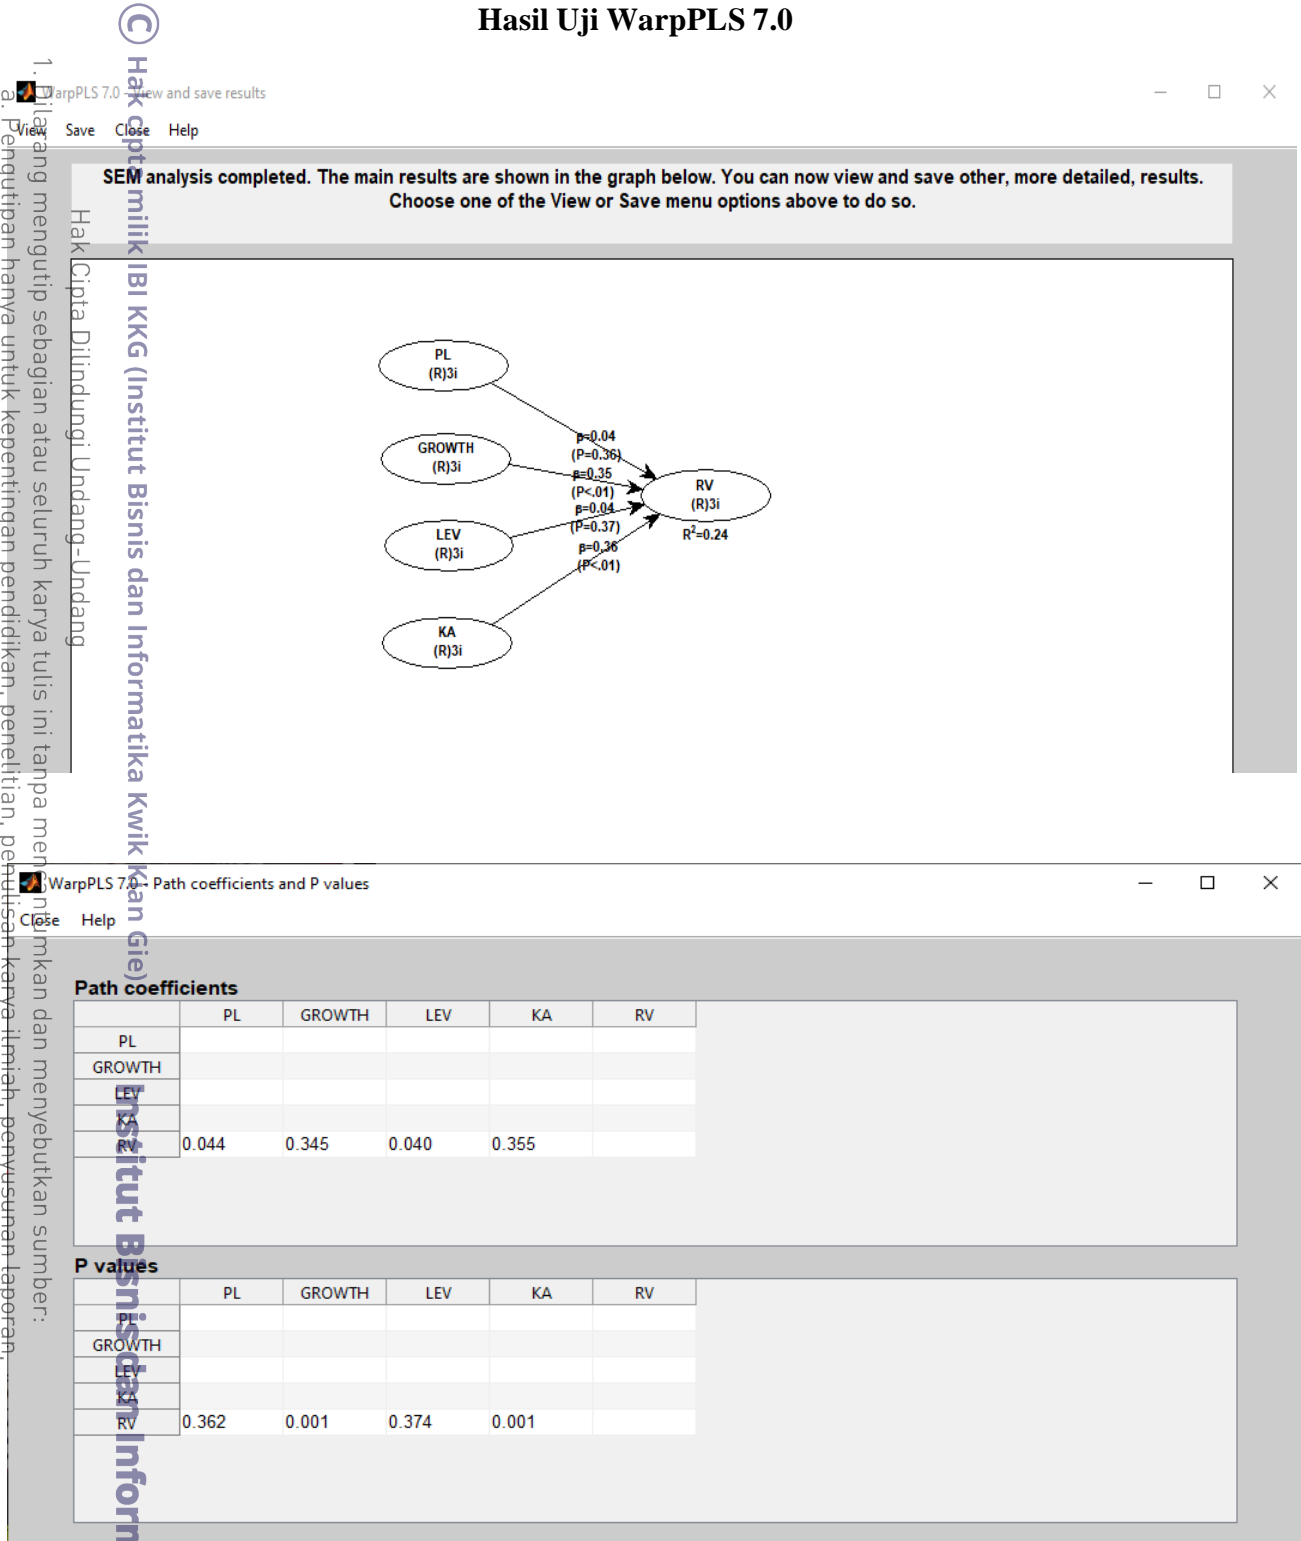 Hasil Uji WarpPLS 7.0
© Hak cipta milik IBI KKG (Institut Bisnis dan Informatika Kwik Kian Gie)
Institut Bisnis dan Inform
Hak Cipta Dilindungi Undang-Undang
1. Dilarang mengutip sebagian atau seluruh karya tulis ini tanpa mencantumkan dan menyebutkan sumber:
a. Pengutipan hanya untuk kepentingan pendidikan, penelitian, penulisan karya ilmiah, penyusunan laporan,
WarpPLS 7.0 - View and save results
View Save Close Help
SEM analysis completed. The main results are shown in the graph below. You can now view and save other, more detailed, results.
Choose one of the View or Save menu options above to do so.
PL
(R)3i
GROWTH
(R)3i
LEV
(R)3i
KA
(R)3i
β=0.04
(P=0.36)
β=0.35
(P<.01)
β=0.04
(P=0.37)
β=0.36
(P<.01)
RV
(R)3i
R²=0.24
WarpPLS 7.0 - Path coefficients and P values
Close Help
Path coefficients
PL GROWTH LEV KA RV
PL
GROWTH
LEV
KA
RV 0.044 0.345 0.040 0.355
P values
PL GROWTH LEV KA RV
PL
GROWTH
LEV
KA
RV 0.362 0.001 0.374 0.001